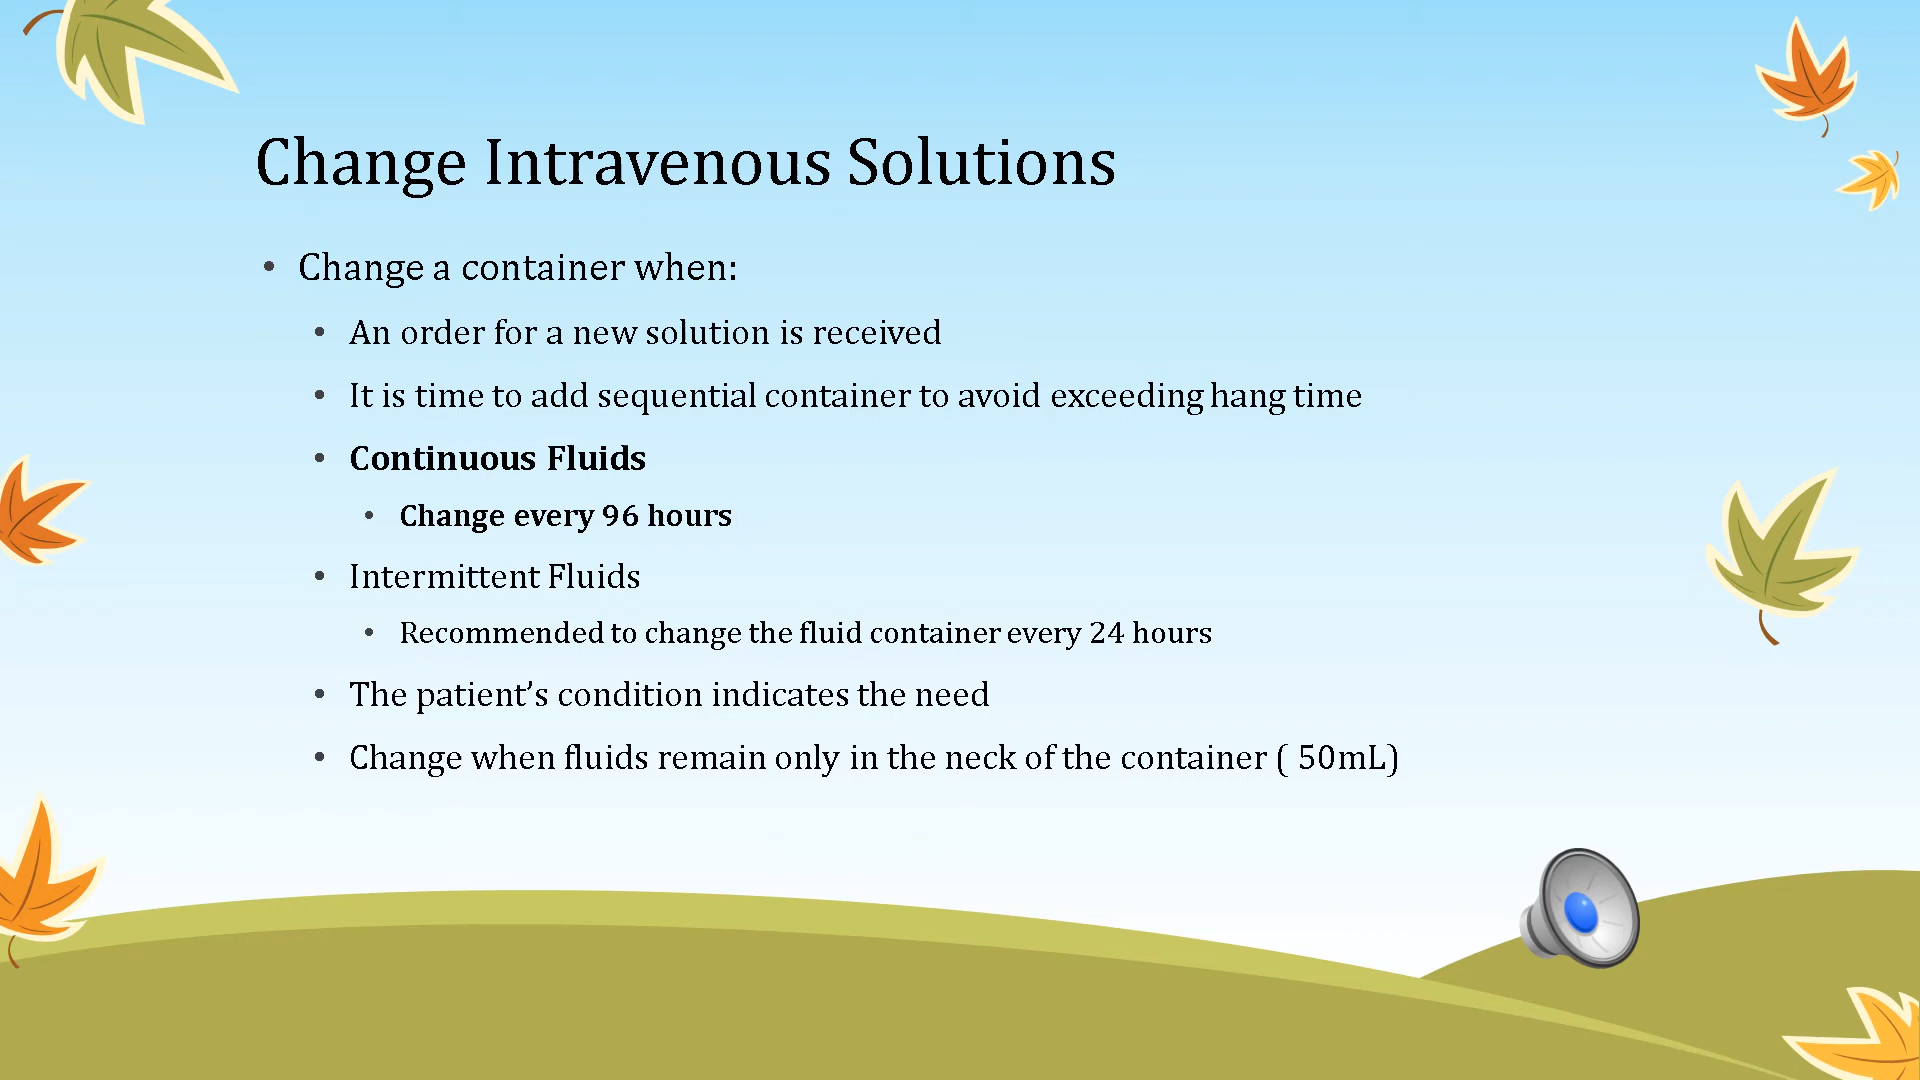 Change Intravenous Solutions
• Change a container when:
• An order for a new solution is received
• It is time to add sequential container to avoid exceeding hang time
• Continuous Fluids
• Change every 96 hours
• Intermittent Fluids
• Recommended to change the fluid container every 24 hours
• The patient’s condition indicates the need
• Change when fluids remain only in the neck of the container ( 50mL)